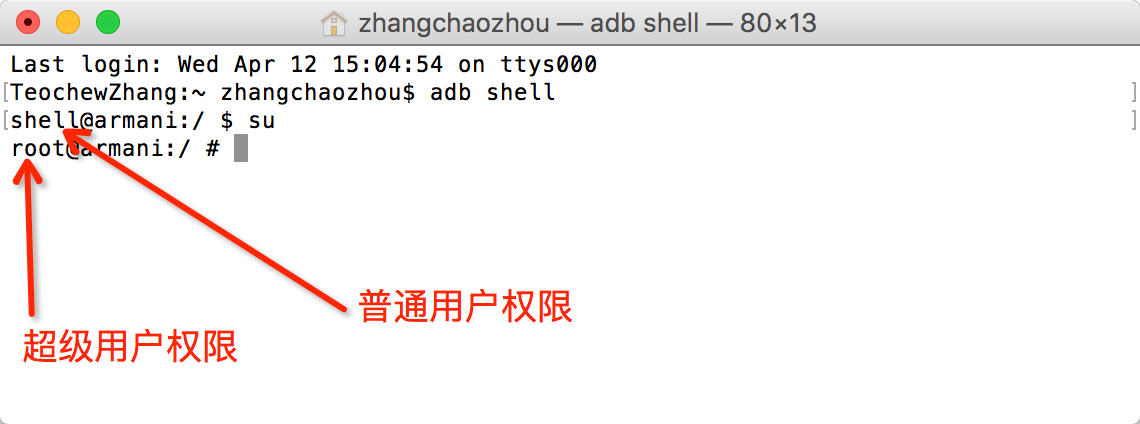 zhangchaozhou — adb shell — 80×13
Last login: Wed Apr 12 15:04:54 on ttys000
[TeochewZhang:~ zhangchaozhou$ adb shell ]
[shell@armani:/ $ su ]
root@armani:/ #
普通用户权限
超级用户权限